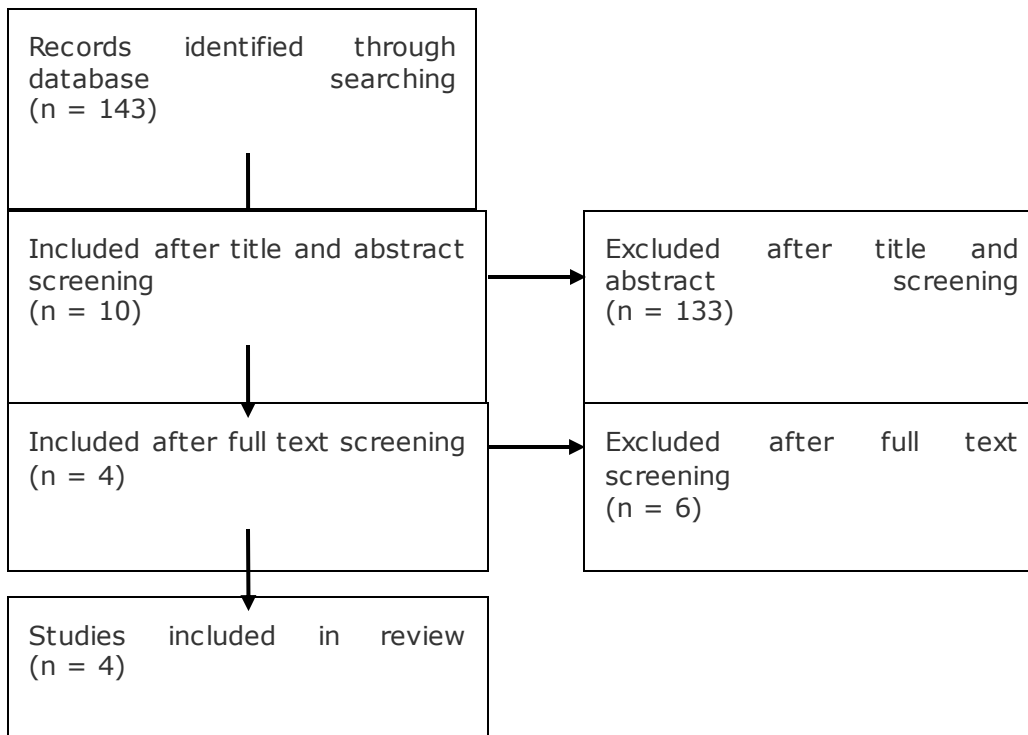 Records identified through
database searching
(n = 143)
Included after title and abstract
screening
(n = 10)
Excluded after title and
abstract screening
(n = 133)
Included after full text screening
(n = 4)
Excluded after full text
screening
(n = 6)
Studies included in review
(n = 4)